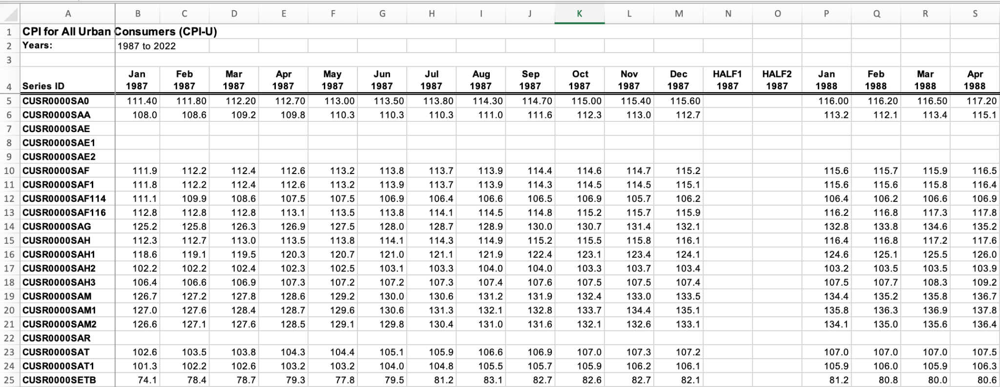 A B C D E F G H I J K L M N O P Q R S
1 CPI for All Urban Consumers (CPI-U)
2 Years: 1987 to 2022
3
Jan Feb Mar Apr May Jun Jul Aug Sep Oct Nov Dec HALF1 HALF2 Jan Feb Mar Apr
4 Series ID 1987 1987 1987 1987 1987 1987 1987 1987 1987 1987 1987 1987 1987 1987 1988 1988 1988 1988
5 CUSR0000SA0 111.40 111.80 112.20 112.70 113.00 113.50 113.80 114.30 114.70 115.00 115.40 115.60 116.00 116.20 116.50 117.20
6 CUSR0000SAA 108.0 108.6 109.2 109.8 110.3 110.3 110.3 111.0 111.6 112.3 113.0 112.7 113.2 112.1 113.4 115.1
7 CUSR0000SAE
8 CUSR0000SAE1
9 CUSR0000SAE2
10 CUSR0000SAF 111.9 112.2 112.4 112.6 113.2 113.8 113.7 113.9 114.4 114.6 114.7 115.2 115.6 115.7 115.9 116.5
11 CUSR0000SAF1 111.8 112.2 112.4 112.6 113.2 113.9 113.7 113.9 114.3 114.5 114.5 115.1 115.6 115.6 115.8 116.4
12 CUSR0000SAF114 111.1 109.9 108.6 107.5 107.5 106.9 106.4 106.6 106.5 106.9 105.7 106.2 106.4 106.2 106.6 106.9
13 CUSR0000SAF116 112.8 112.8 112.8 113.1 113.5 113.8 114.1 114.5 114.8 115.2 115.7 115.9 116.2 116.8 117.3 117.8
14 CUSR0000SAG 125.2 125.8 126.3 126.9 127.5 128.0 128.7 128.9 130.0 130.7 131.4 132.1 132.8 133.8 134.6 135.2
15 CUSR0000SAH 112.3 112.7 113.0 113.5 113.8 114.1 114.3 114.9 115.2 115.5 115.8 116.1 116.4 116.8 117.2 117.6
16 CUSR0000SAH1 118.6 119.1 119.5 120.3 120.7 121.0 121.1 121.9 122.4 123.1 123.4 124.1 124.6 125.1 125.5 126.0
17 CUSR0000SAH2 102.2 102.2 102.4 102.3 102.5 103.1 103.3 104.0 104.0 103.3 103.7 103.4 103.2 103.5 103.5 103.9
18 CUSR0000SAH3 106.4 106.6 106.9 107.3 107.2 107.2 107.3 107.4 107.6 107.5 107.5 107.4 107.5 107.7 108.3 109.2
19 CUSR0000SAM 126.7 127.2 127.8 128.6 129.2 130.0 130.6 131.2 131.9 132.4 133.0 133.5 134.4 135.2 135.8 136.7
20 CUSR0000SAM1 127.0 127.6 128.4 128.7 129.6 130.6 131.3 132.1 132.8 133.7 134.4 135.1 135.8 136.3 136.9 137.8
21 CUSR0000SAM2 126.6 127.1 127.6 128.5 129.1 129.8 130.4 131.0 131.6 132.1 132.6 133.1 134.1 135.0 135.6 136.4
22 CUSR0000SAR
23 CUSR0000SAT 102.6 103.5 103.8 104.3 104.4 105.1 105.9 106.6 106.9 107.0 107.3 107.2 107.0 107.0 107.0 107.5
24 CUSR0000SAT1 101.3 102.2 102.6 103.2 103.2 104.0 104.8 105.5 105.7 105.9 106.2 106.1 105.9 106.0 105.9 106.3
25 CUSR0000SETB 74.1 78.4 78.7 79.3 77.8 79.5 81.2 83.1 82.7 82.6 82.7 82.1 81.2 80.8 80.0 80.6